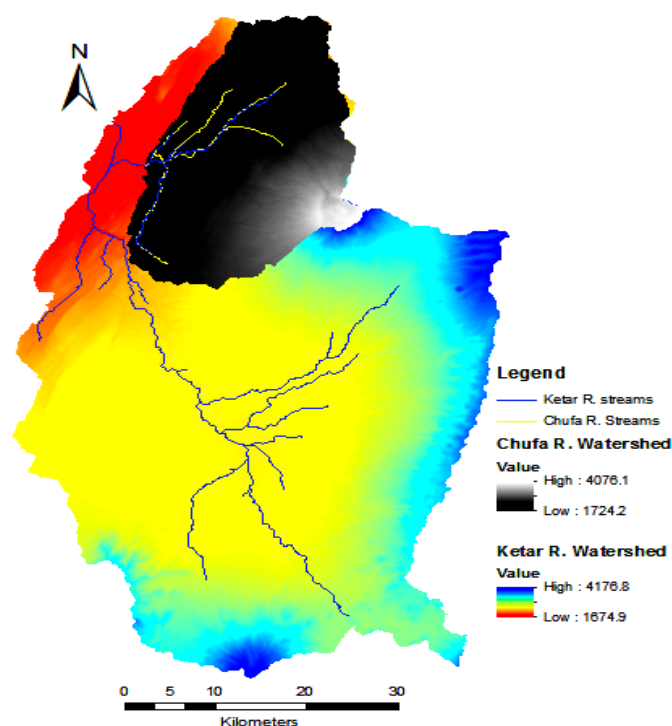 N
Legend
Ketar R. streams
Chufa R. Streams
Chufa R. Watershed
Value
High : 4076.1
Low : 1724.2
Ketar R. Watershed
Value
High : 4176.8
Low : 1674.9
0 5 10 20 30
Kilometers